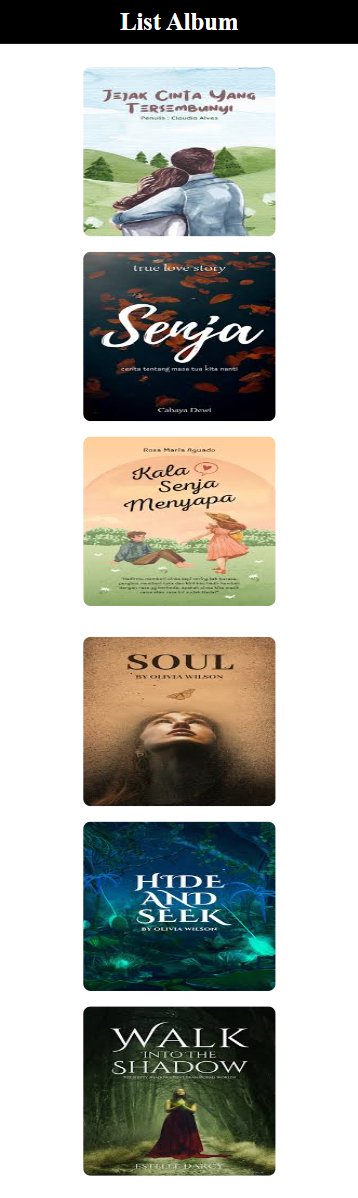 List Album
JEJAK CINTA YANG
TERSEMBUNYI
Penulis : Claudia Alves
true love story
Senja
cerita tentang masa tua kita nanti
Cahaya Dewi
Rosa Maria Aguado
Kala
Senja
Menyapa
SOUL
BY OLIVIA WILSON
HIDE
AND
SEEK
BY OLIVIA WILSON
WALK
INTO THE
SHADOW
ESTELLE DARCY